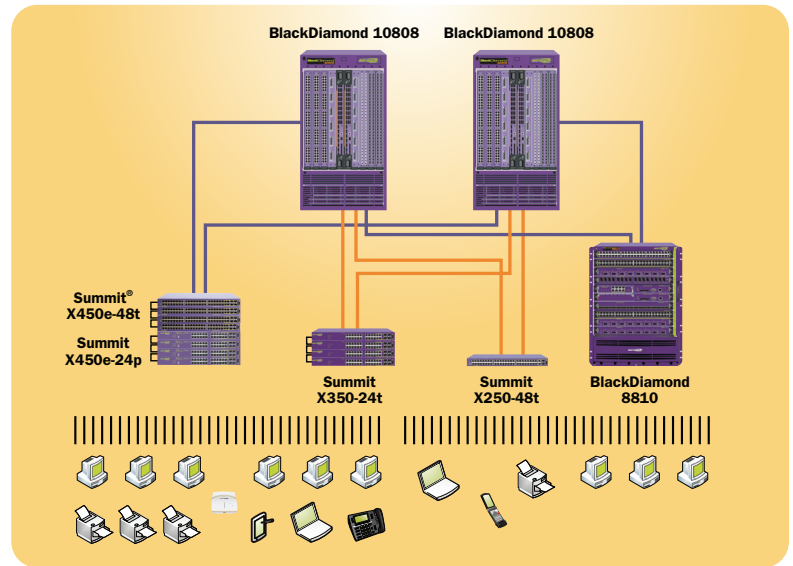 BlackDiamond 10808
BlackDiamond 10808
Summit®
X450e-48t
Summit
X450e-24p
Summit
X350-24t
Summit
X250-48t
BlackDiamond
8810